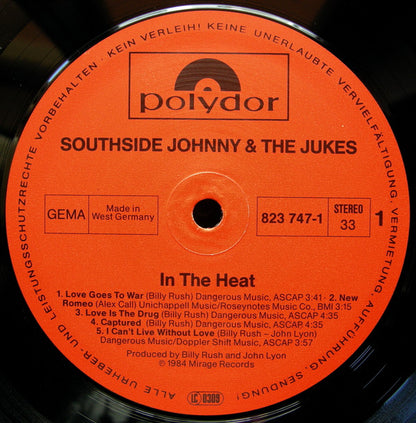 KEIN VERLEIH! KEINE UNERLAUBTE VERVIELFÄLTIGUNG, VERMIETUNG, AUFFÜHRUNG, SENDUNG!
ALLE URHEBER- UND LEISTUNGSSCHUTZRECHTE VORBEHALTEN ·
polydor
SOUTHSIDE JOHNNY & THE JUKES
GEMA
Made in
West Germany
823 747-1
STEREO
33
1
In The Heat
1. Love Goes To War (Billy Rush) Dangerous Music, ASCAP 3:41 · 2. New
Romeo (Alex Call) Unichappell Music/Roseynotes Music Co., BMI 3:15
3. Love Is The Drug (Billy Rush) Dangerous Music, ASCAP 4:35
4. Captured (Billy Rush) Dangerous Music, ASCAP 4:35
5. I Can't Live Without Love (Billy Rush – John Lyon)
Dangerous Music/Doppler Shift Music, ASCAP 3:57
Produced by Billy Rush and John Lyon
℗ 1984 Mirage Records
LC 0309